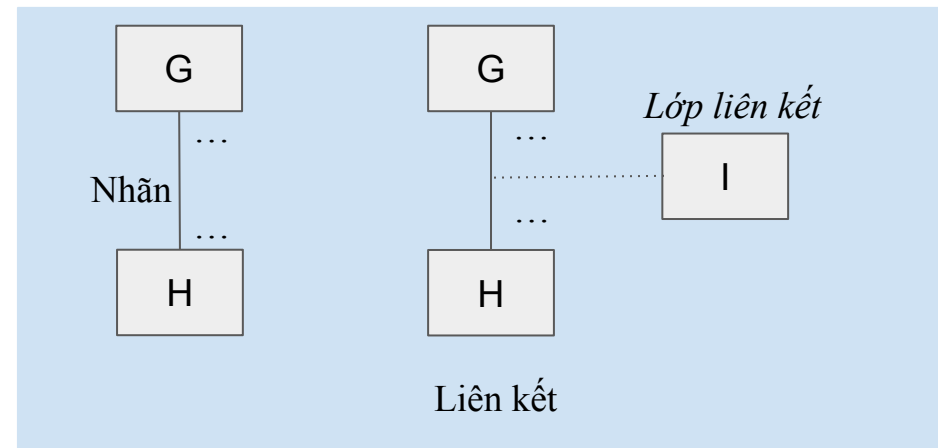 G
…
Nhãn
…
H
G
…
Lớp liên kết
I
…
H
Liên kết